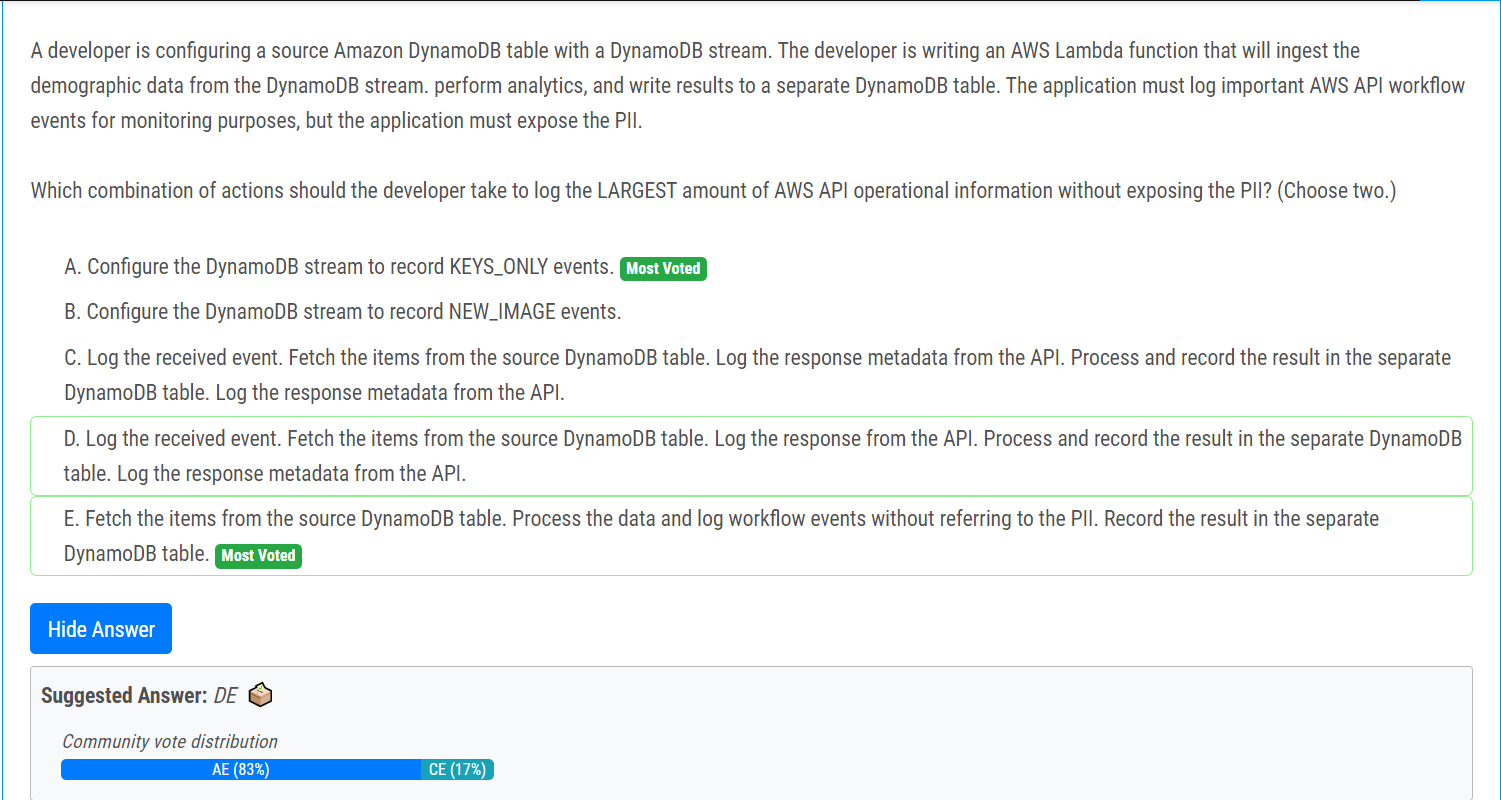 A developer is configuring a source Amazon DynamoDB table with a DynamoDB stream. The developer is writing an AWS Lambda function that will ingest the
demographic data from the DynamoDB stream. perform analytics, and write results to a separate DynamoDB table. The application must log important AWS API workflow
events for monitoring purposes, but the application must expose the PII.
Which combination of actions should the developer take to log the LARGEST amount of AWS API operational information without exposing the PII? (Choose two.)
A. Configure the DynamoDB stream to record KEYS_ONLY events. Most Voted
B. Configure the DynamoDB stream to record NEW_IMAGE events.
C. Log the received event. Fetch the items from the source DynamoDB table. Log the response metadata from the API. Process and record the result in the separate
DynamoDB table. Log the response metadata from the API.
D. Log the received event. Fetch the items from the source DynamoDB table. Log the response from the API. Process and record the result in the separate DynamoDB
table. Log the response metadata from the API.
E. Fetch the items from the source DynamoDB table. Process the data and log workflow events without referring to the PII. Record the result in the separate
DynamoDB table. Most Voted
Hide Answer
Suggested Answer: DE
Community vote distribution
AE (83%) CE (17%)